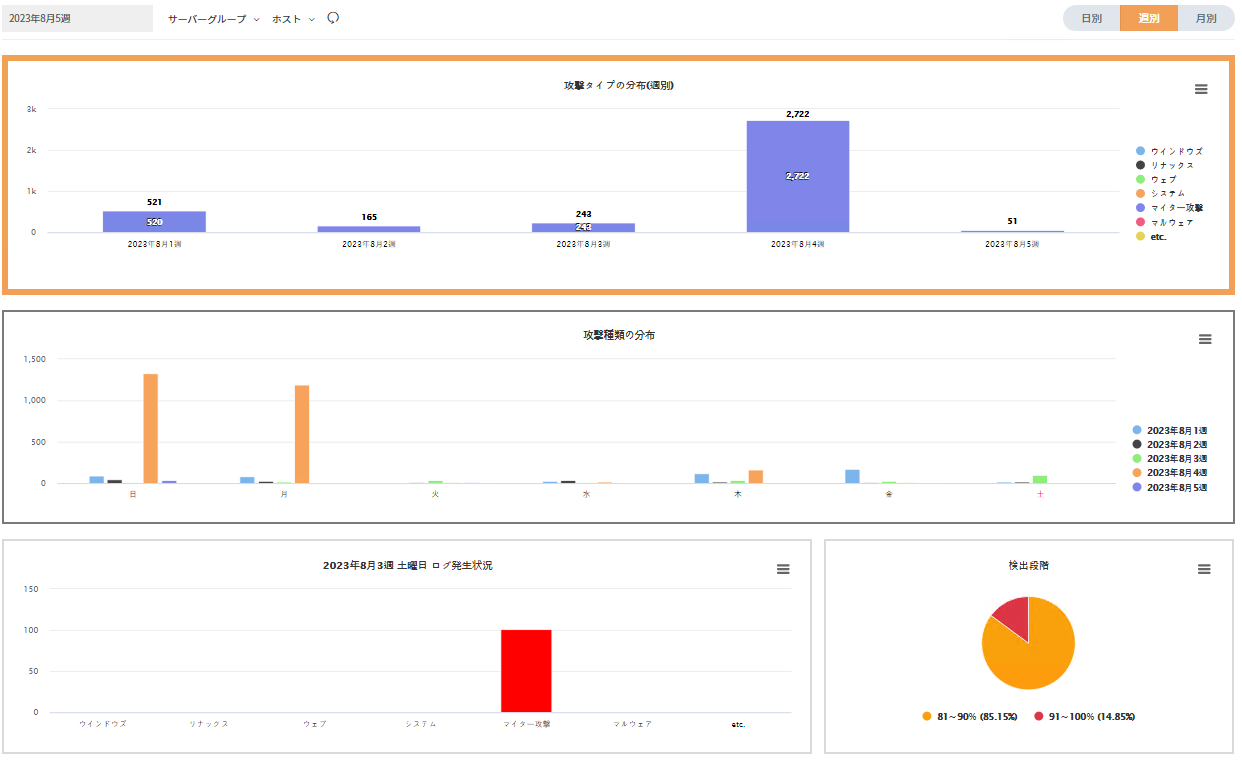 2023年8月5週 サーバーグループ ホスト 日別 週別 月別
攻撃タイプの分布(週別)
3k
2k
1k
0
521
520
165
243
243
2,722
2,722
51
2023年8月1週 2023年8月2週 2023年8月3週 2023年8月4週 2023年8月5週
ウインドウズ
リナックス
ウェブ
システム
マイター攻撃
マルウェア
etc.
攻撃種類の分布
1,500
1,000
500
0
日 月 火 水 木 金 土
2023年8月1週
2023年8月2週
2023年8月3週
2023年8月4週
2023年8月5週
2023年8月3週 土曜日 ログ発生状況
150
100
50
0
ウインドウズ リナックス ウェブ システム マイター攻撃 マルウェア etc.
検出段階
81~90% (85.15%) 91~100% (14.85%)